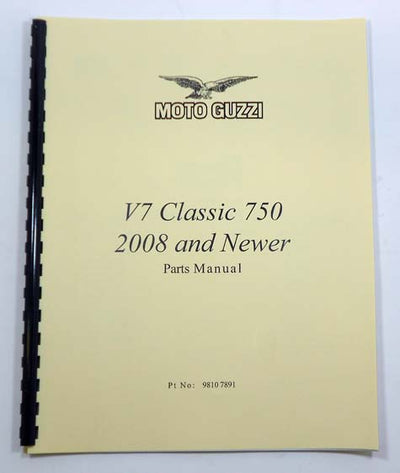 MOTO GUZZI
V7 Classic 750
2008 and Newer
Parts Manual
Pt No: 9810 7891